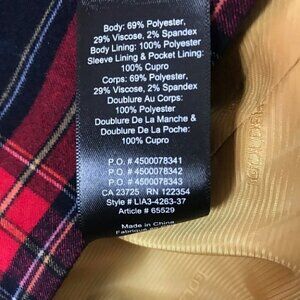 Body: 69% Polyester,
29% Viscose, 2% Spandex
Body Lining: 100% Polyester
Sleeve Lining & Pocket Lining:
100% Cupro
Corps: 69% Polyester,
29% Viscose, 2% Spandex
Doublure Au Corps:
100% Polyester
Doublure De La Manche &
Doublure De La Poche:
100% Cupro
P.O. # 4500078341
P.O. # 4500078342
P.O. # 4500078343
CA 23725 RN 122354
Style # LIA3-4263-37
Article # 65529
Made in China
Fabriqué